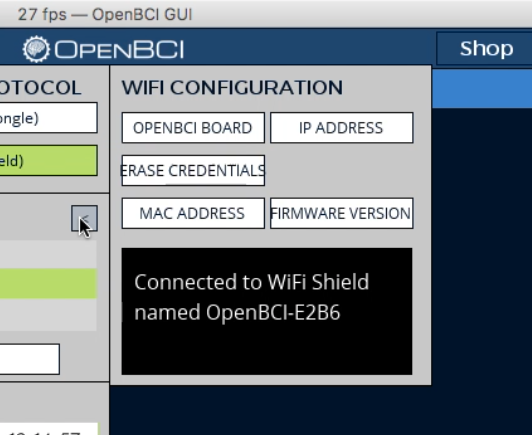 27 fps — OpenBCI GUI
OPENBCI
Shop
OTOCOL
ongle)
eld)
<
WIFI CONFIGURATION
OPENBCI BOARD
IP ADDRESS
ERASE CREDENTIALS
MAC ADDRESS
FIRMWARE VERSION
Connected to WiFi Shield
named OpenBCI-E2B6